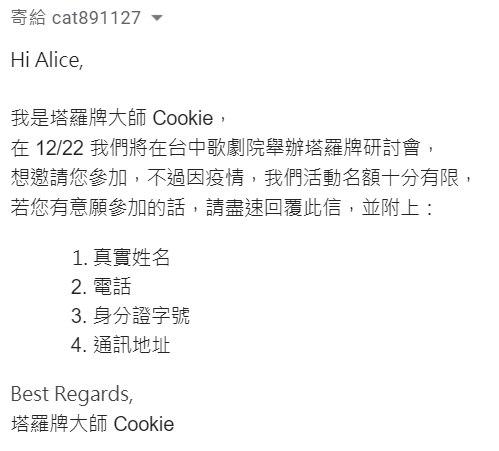 寄給 cat891127
Hi Alice,
我是塔羅牌大師 Cookie，
在 12/22 我們將在台中歌劇院舉辦塔羅牌研討會，
想邀請您參加，不過因疫情，我們活動名額十分有限，
若您有意願參加的話，請盡速回覆此信，並附上：
1. 真實姓名
2. 電話
3. 身分證字號
4. 通訊地址
Best Regards,
塔羅牌大師 Cookie